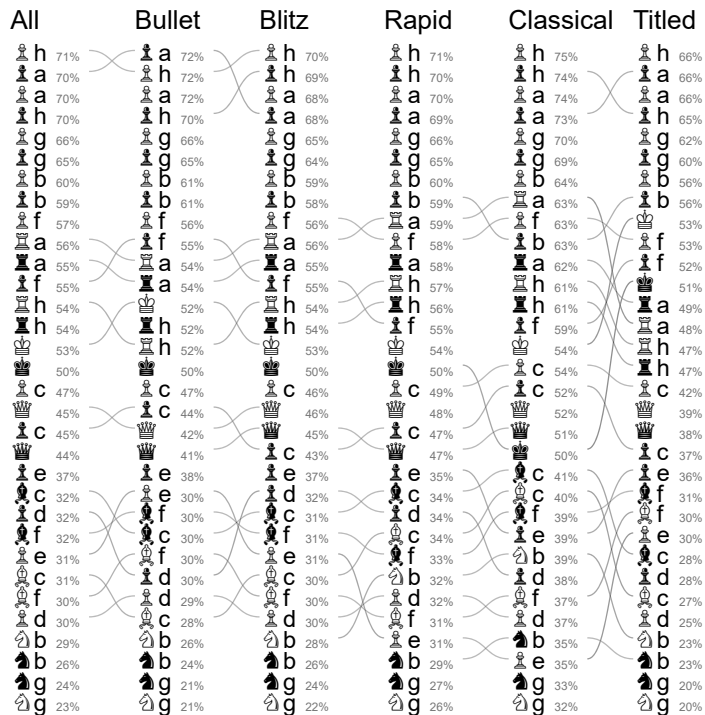 All Bullet Blitz Rapid Classical Titled
♙ h 71% ♟ a 72% ♙ h 70% ♙ h 71% ♙ h 75% ♙ h 66%
♟ a 70% ♙ h 72% ♟ h 69% ♟ h 70% ♟ h 74% ♟ a 66%
♙ a 70% ♙ a 72% ♙ a 68% ♙ a 70% ♙ a 74% ♙ a 65%
♟ h 70% ♟ h 70% ♟ a 68% ♟ a 69% ♟ a 73% ♟ h 65%
♙ g 66% ♙ g 66% ♙ g 65% ♙ g 66% ♙ g 70% ♙ g 62%
♟ g 65% ♟ g 65% ♟ g 64% ♟ g 65% ♟ g 69% ♟ g 60%
♙ b 60% ♙ b 61% ♙ b 59% ♙ b 60% ♙ b 64% ♙ b 56%
♟ b 59% ♟ b 61% ♟ b 58% ♟ b 59% ♖ a 63% ♟ b 56%
♙ f 57% ♙ f 56% ♙ f 56% ♖ a 59% ♙ f 63% ♔ 53%
♖ a 56% ♟ f 55% ♖ a 56% ♙ f 58% ♟ b 63% ♙ f 53%
♜ a 55% ♖ a 54% ♜ a 55% ♜ a 58% ♜ a 62% ♟ f 52%
♟ f 55% ♜ a 54% ♟ f 55% ♖ h 57% ♖ h 61% ♚ 51%
♖ h 54% ♔ 52% ♖ h 54% ♜ h 56% ♜ h 61% ♜ a 49%
♜ h 54% ♜ h 52% ♜ h 54% ♟ f 55% ♟ f 59% ♖ a 48%
♔ 53% ♖ h 52% ♔ 53% ♔ 54% ♔ 54% ♖ h 47%
♚ 50% ♚ 50% ♚ 50% ♚ 50% ♙ c 54% ♜ h 47%
♙ c 47% ♙ c 47% ♙ c 46% ♙ c 49% ♟ c 52% ♙ c 42%
♕ 45% ♟ c 44% ♕ 46% ♕ 48% ♕ 52% ♕ 39%
♟ c 45% ♕ 42% ♛ 45% ♟ c 47% ♛ 51% ♛ 38%
♛ 44% ♛ 41% ♟ c 43% ♛ 47% ♚ 50% ♟ c 37%
♟ e 37% ♟ e 38% ♟ e 37% ♟ e 35% ♝ c 41% ♟ e 36%
♝ c 32% ♙ e 30% ♟ d 32% ♝ c 34% ♗ c 40% ♝ f 31%
♟ d 32% ♝ f 30% ♝ c 31% ♟ d 34% ♝ f 39% ♗ f 30%
♝ f 32% ♝ c 30% ♝ f 31% ♗ c 34% ♟ e 39% ♙ e 30%
♙ e 31% ♗ f 30% ♙ e 31% ♝ f 33% ♘ b 39% ♝ c 28%
♗ c 31% ♟ d 30% ♗ c 30% ♘ b 32% ♟ d 38% ♟ d 28%
♗ f 30% ♙ d 29% ♗ f 30% ♙ d 32% ♗ f 37% ♗ c 27%
♙ d 30% ♗ c 28% ♙ d 30% ♗ f 31% ♙ d 37% ♙ d 25%
♘ b 29% ♘ b 26% ♘ b 28% ♙ e 31% ♞ b 35% ♘ b 23%
♞ b 26% ♞ b 24% ♞ b 26% ♞ b 29% ♙ e 35% ♞ b 23%
♞ g 24% ♞ g 21% ♞ g 24% ♞ g 27% ♞ g 33% ♞ g 20%
♘ g 23% ♘ g 21% ♘ g 22% ♘ g 26% ♘ g 32% ♘ g 20%